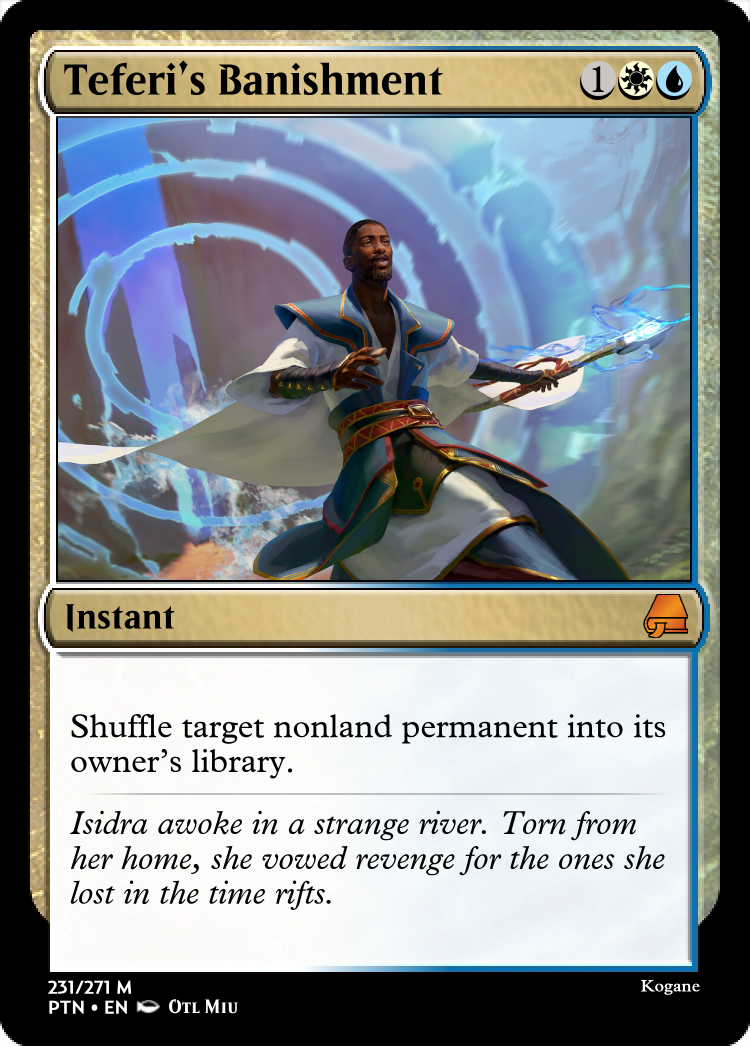 Teferi's Banishment 1
Instant
Shuffle target nonland permanent into its
owner's library.
Isidra awoke in a strange river. Torn from
her home, she vowed revenge for the ones she
lost in the time rifts.
231/271 M
Kogane
PTN • EN Otl Miu